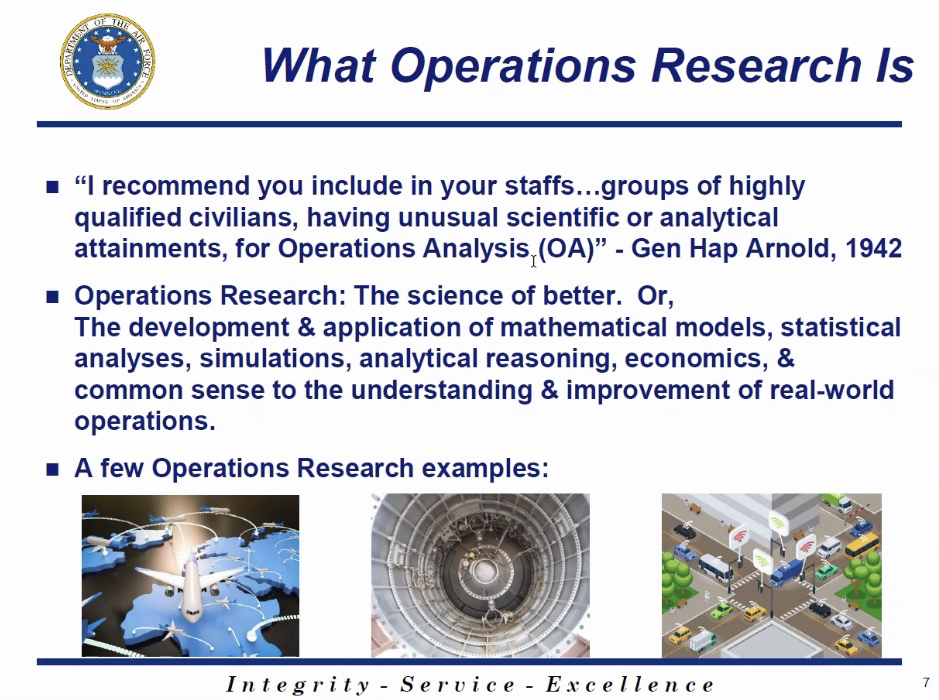 DEPARTMENT OF THE AIR FORCE
UNITED STATES OF AMERICA
What Operations Research Is
■ “I recommend you include in your staffs…groups of highly
qualified civilians, having unusual scientific or analytical
attainments, for Operations Analysis (OA)” - Gen Hap Arnold, 1942
■ Operations Research: The science of better.  Or,
The development & application of mathematical models, statistical
analyses, simulations, analytical reasoning, economics, &
common sense to the understanding & improvement of real-world
operations.
■ A few Operations Research examples:
Integrity - Service - Excellence
7